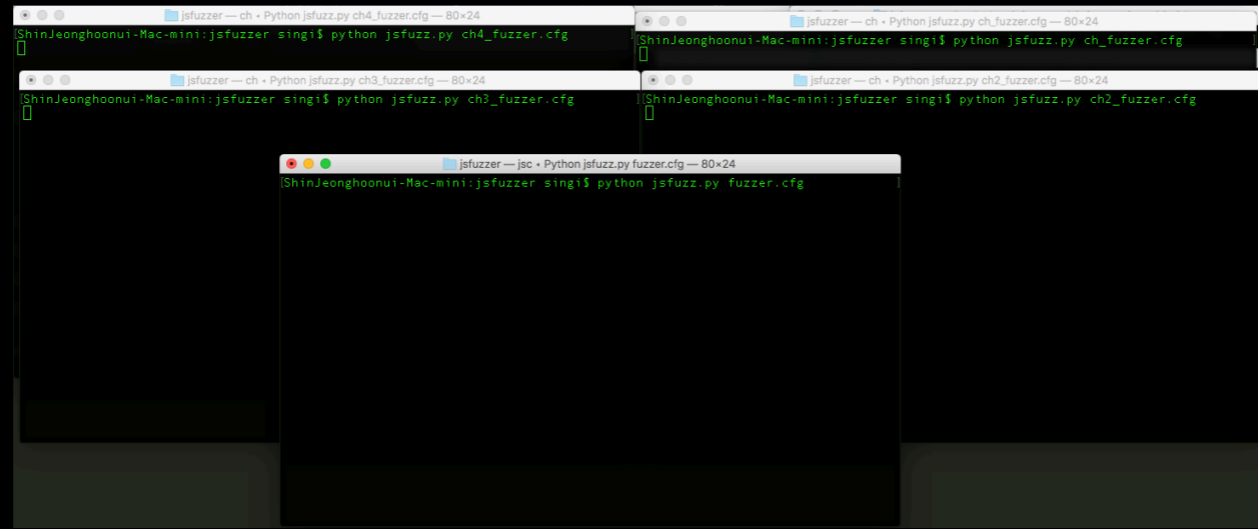 jsfuzzer — ch • Python jsfuzz.py ch4_fuzzer.cfg — 80×24
[ShinJeonghoonui-Mac-mini:jsfuzzer singi$ python jsfuzz.py ch4_fuzzer.cfg ]
jsfuzzer — ch • Python jsfuzz.py ch_fuzzer.cfg — 80×24
[ShinJeonghoonui-Mac-mini:jsfuzzer singi$ python jsfuzz.py ch_fuzzer.cfg ]
jsfuzzer — ch • Python jsfuzz.py ch3_fuzzer.cfg — 80×24
[ShinJeonghoonui-Mac-mini:jsfuzzer singi$ python jsfuzz.py ch3_fuzzer.cfg ]
jsfuzzer — ch • Python jsfuzz.py ch2_fuzzer.cfg — 80×24
[ShinJeonghoonui-Mac-mini:jsfuzzer singi$ python jsfuzz.py ch2_fuzzer.cfg
jsfuzzer — jsc • Python jsfuzz.py fuzzer.cfg — 80×24
[ShinJeonghoonui-Mac-mini:jsfuzzer singi$ python jsfuzz.py fuzzer.cfg ]